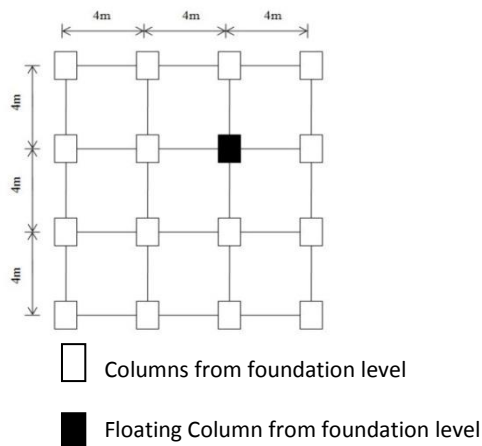 4m 4m 4m
4m
4m
4m
Columns from foundation level
Floating Column from foundation level